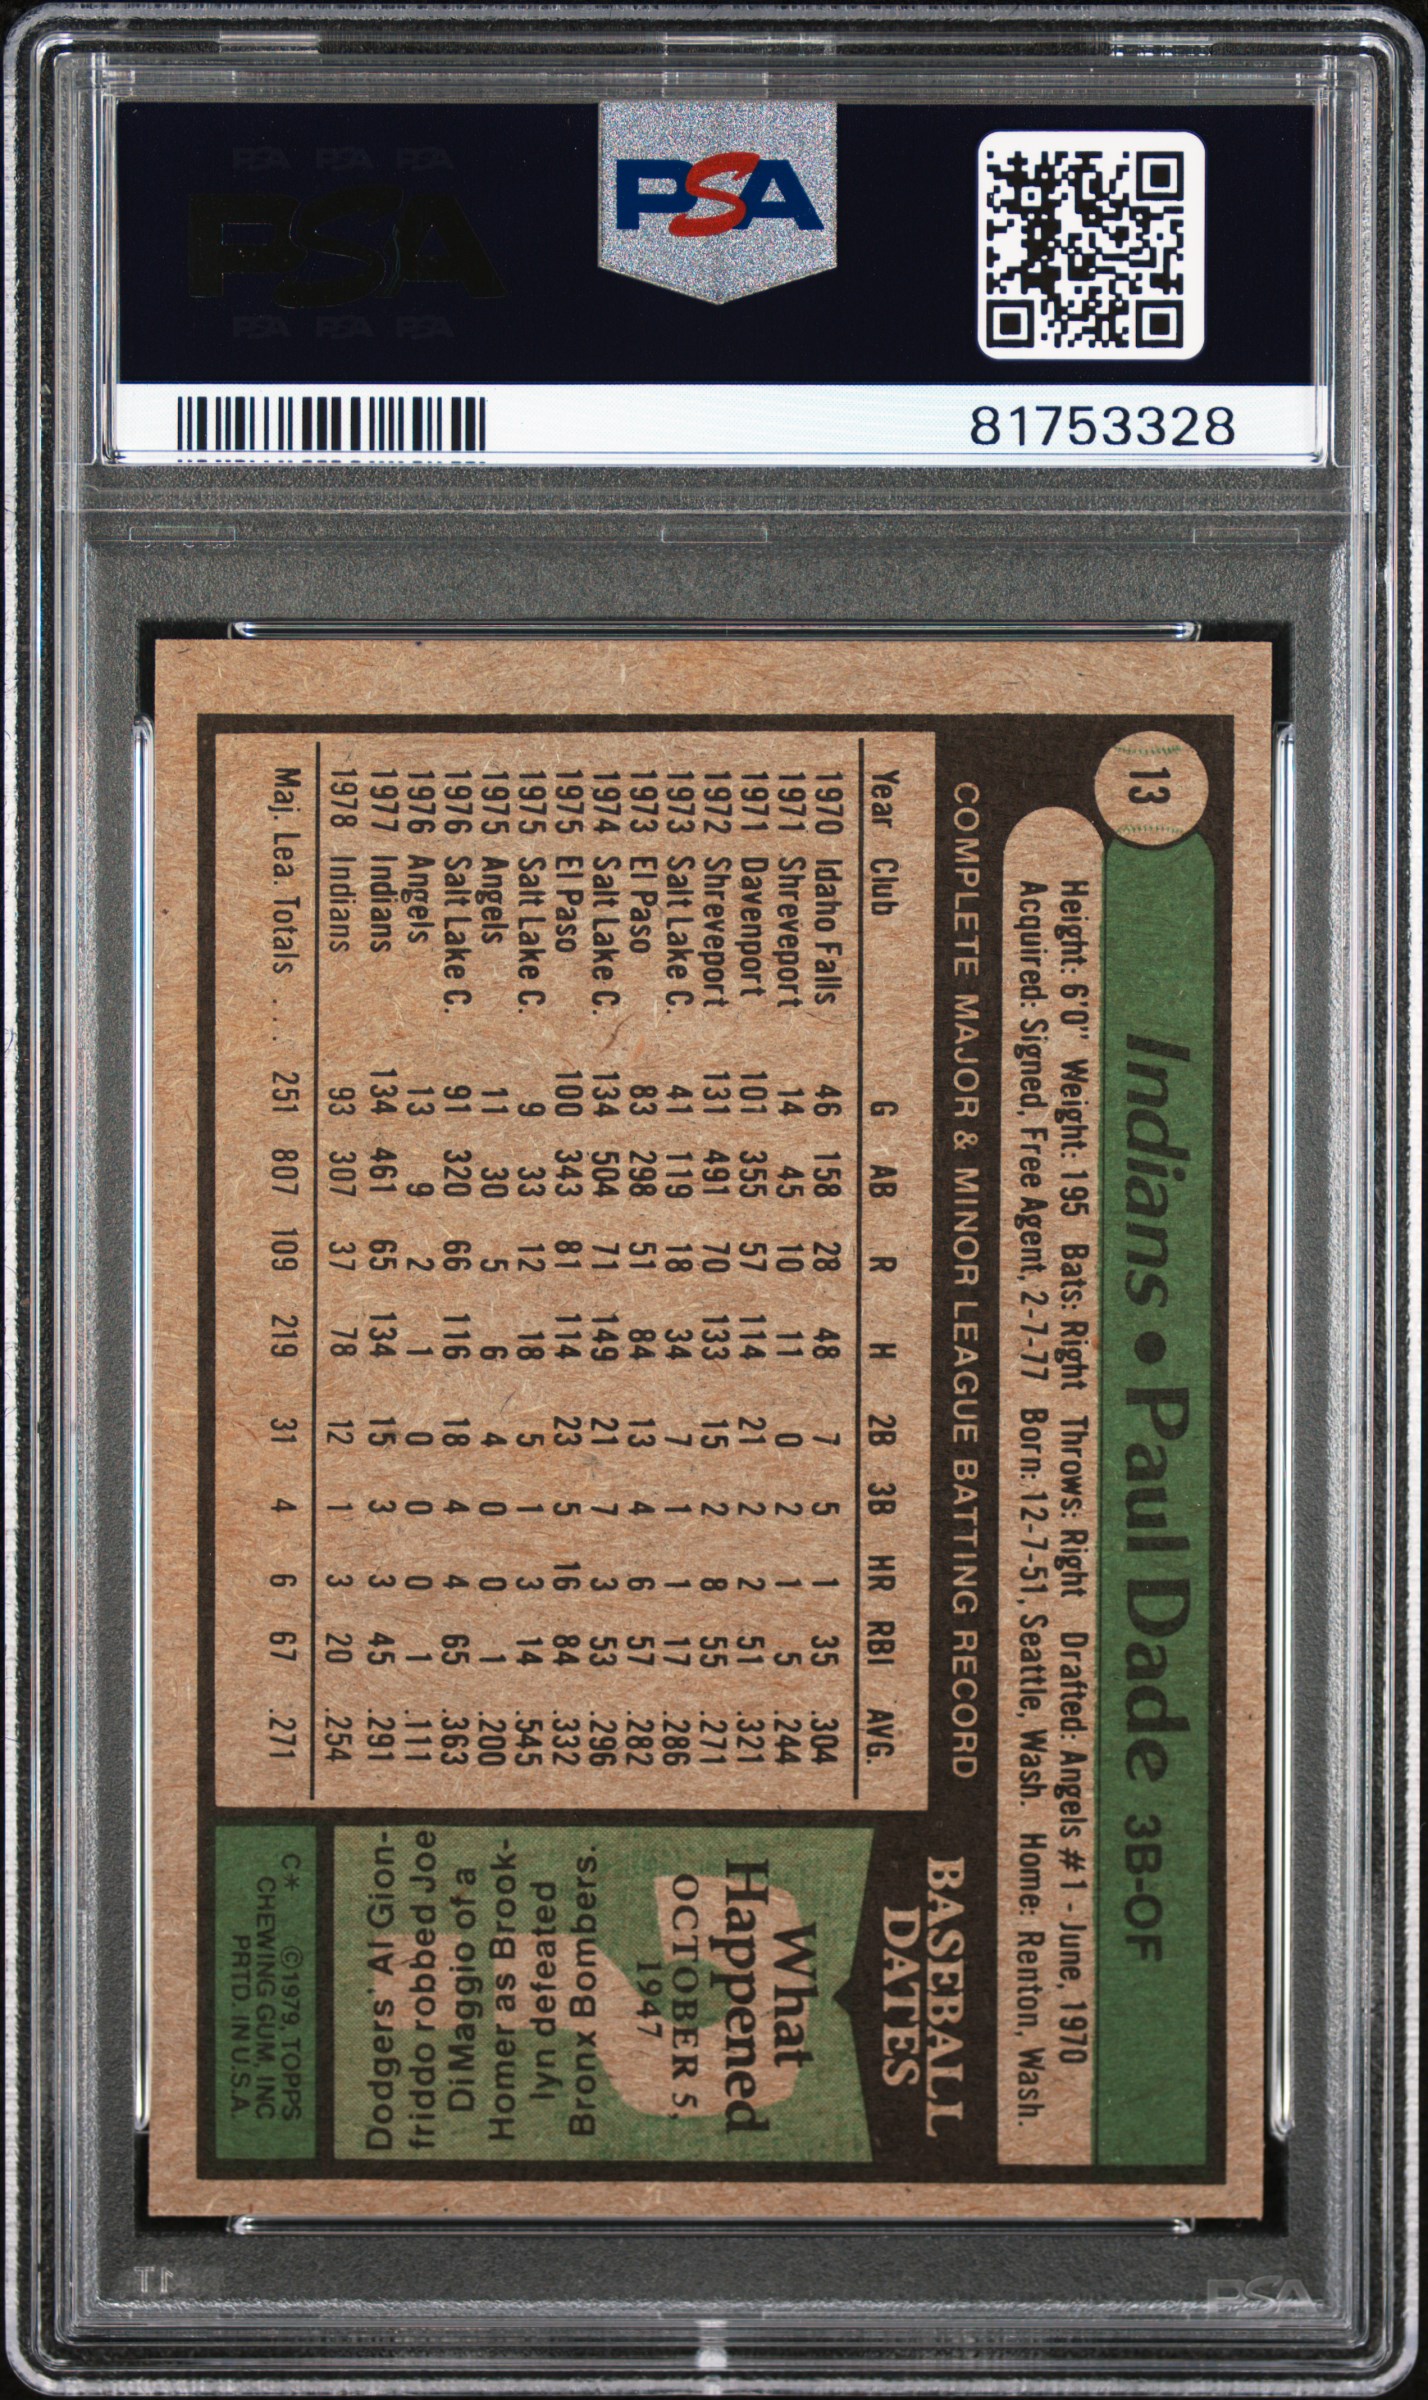 PSA PSA PSA
PSA
PSA PSA PSA
PSA
81753328
13
Indians • Paul Dade 3B-OF
Height: 6'0" Weight: 195 Bats: Right Throws: Right Drafted: Angels #1 - June, 1970
Acquired: Signed, Free Agent, 2-7-77 Born: 12-7-51, Seattle, Wash. Home: Renton, Wash.
COMPLETE MAJOR & MINOR LEAGUE BATTING RECORD
Year Club G AB R H 2B 3B HR RBI AVG.
1970 Idaho Falls 46 158 28 48 7 5 1 35 .304
1971 Shreveport 14 45 10 11 0 2 1 5 .244
1971 Davenport 101 355 57 114 21 2 2 51 .321
1972 Shreveport 131 491 70 133 15 2 8 55 .271
1973 Salt Lake C. 41 119 18 34 7 1 1 17 .286
1973 El Paso 83 298 51 84 13 4 6 57 .282
1974 Salt Lake C. 134 504 71 149 21 7 3 53 .296
1975 El Paso 100 343 81 114 23 5 16 84 .332
1975 Salt Lake C. 9 33 12 18 5 1 3 14 .545
1975 Angels 11 30 5 6 4 0 0 1 .200
1976 Salt Lake C. 91 320 66 116 18 4 4 65 .363
1976 Angels 13 9 2 1 0 0 0 1 .111
1977 Indians 134 461 65 134 15 3 3 45 .291
1978 Indians 93 307 37 78 12 1 3 20 .254
Maj. Lea. Totals . . . 251 807 109 219 31 4 6 67 .271
BASEBALL
DATES
What
Happened
OCTOBER 5,
1947
Dodgers' Al Gion-
friddo robbed Joe
DiMaggio of a
Homer as Brook-
lyn defeated
Bronx Bombers.
C* ©1979, TOPPS
CHEWING GUM, INC
PRTD. IN U.S.A.
PSA